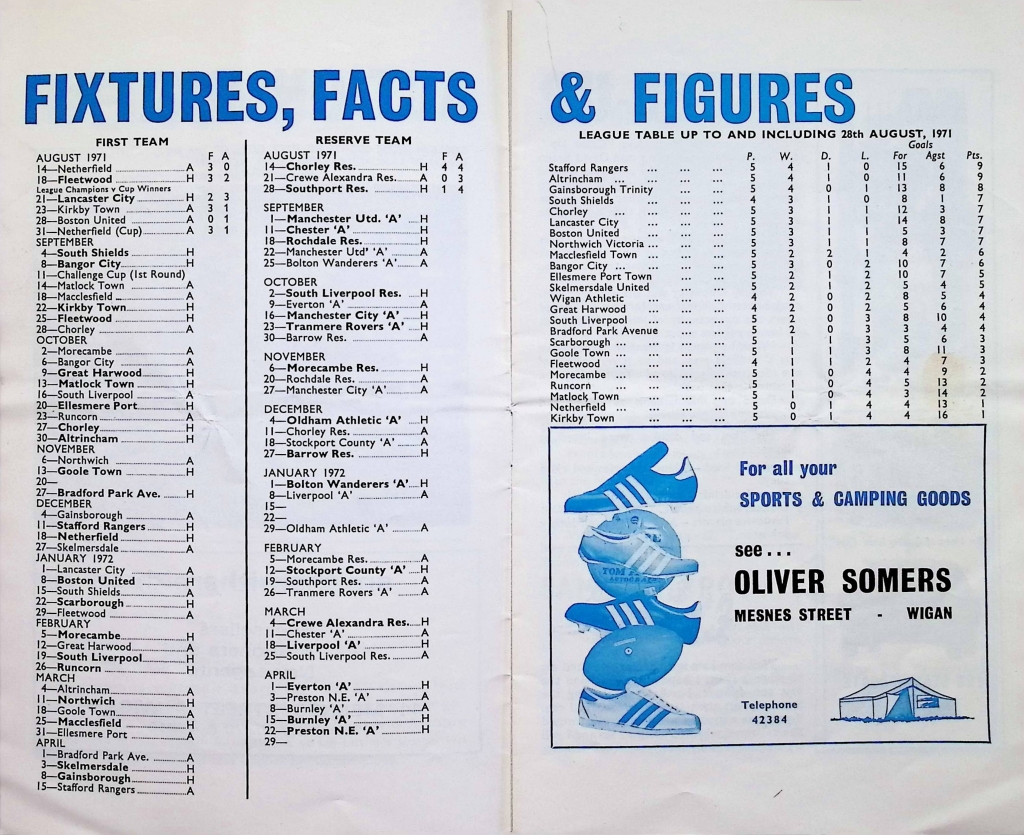 FIXTURES, FACTS & FIGURES
FIRST TEAM
AUGUST 1971 F A
14—Netherfield A 3 0
18—Fleetwood H 3 2
League Champions v Cup Winners
21—Lancaster City H 2 3
23—Kirkby Town A 3 1
28—Boston United A 0 1
31—Netherfield (Cup) A 3 1
SEPTEMBER
4—South Shields H
8—Bangor City H
11—Challenge Cup (1st Round)
14—Matlock Town A
18—Macclesfield A
22—Kirkby Town H
25—Fleetwood H
28—Chorley A
OCTOBER
2—Morecambe A
6—Bangor City A
9—Great Harwood H
13—Matlock Town H
16—South Liverpool A
20—Ellesmere Port H
23—Runcorn A
27—Chorley H
30—Altrincham H
NOVEMBER
6—Northwich A
13—Goole Town H
20—
27—Bradford Park Ave. H
DECEMBER
4—Gainsborough A
11—Stafford Rangers H
18—Netherfield H
27—Skelmersdale A
JANUARY 1972
1—Lancaster City A
8—Boston United H
15—South Shields A
22—Scarborough H
29—Fleetwood A
FEBRUARY
5—Morecambe H
12—Great Harwood A
19—South Liverpool H
26—Runcorn H
MARCH
4—Altrincham A
11—Northwich H
18—Goole Town A
25—Macclesfield H
31—Ellesmere Port A
APRIL
1—Bradford Park Ave. A
3—Skelmersdale H
8—Gainsborough H
15—Stafford Rangers A
RESERVE TEAM
AUGUST 1971 F A
14—Chorley Res. H 4 4
21—Crewe Alexandra Res. A 0 3
28—Southport Res. H 1 4
SEPTEMBER
1—Manchester Utd. 'A' H
11—Chester 'A' H
18—Rochdale Res. H
22—Manchester Utd' 'A' A
25—Bolton Wanderers 'A' A
OCTOBER
2—South Liverpool Res. H
9—Everton 'A' A
16—Manchester City 'A' H
23—Tranmere Rovers 'A' H
30—Barrow Res. A
NOVEMBER
6—Morecambe Res. H
20—Rochdale Res. A
27—Manchester City 'A' A
DECEMBER
4—Oldham Athletic 'A' H
11—Chorley Res. A
18—Stockport County 'A' A
27—Barrow Res. H
JANUARY 1972
1—Bolton Wanderers 'A' H
8—Liverpool 'A' A
15—
22—
29—Oldham Athletic 'A' A
FEBRUARY
5—Morecambe Res. A
12—Stockport County 'A' H
19—Southport Res. A
26—Tranmere Rovers 'A' A
MARCH
4—Crewe Alexandra Res. H
11—Chester 'A' A
18—Liverpool 'A' H
25—South Liverpool Res. A
APRIL
1—Everton 'A' H
3—Preston N.E. 'A' A
8—Burnley 'A' A
15—Burnley 'A' H
22—Preston N.E. 'A' H
29—
LEAGUE TABLE UP TO AND INCLUDING 28th AUGUST, 1971
Goals
P. W. D. L. For Agst Pts.
Stafford Rangers ... ... ... 5 4 1 0 15 6 9
Altrincham ... ... ... 5 4 1 0 11 6 9
Gainsborough Trinity ... ... 5 4 0 1 13 8 8
South Shields ... ... ... 4 3 1 0 8 1 7
Chorley ... ... ... 5 3 1 1 12 3 7
Lancaster City ... ... ... 5 3 1 1 14 8 7
Boston United ... ... ... 5 3 1 1 5 3 7
Northwich Victoria ... ... ... 5 3 1 1 8 7 7
Macclesfield Town ... ... ... 5 2 2 1 4 2 6
Bangor City ... ... ... 5 3 0 2 10 7 6
Ellesmere Port Town ... ... 5 2 1 2 10 7 5
Skelmersdale United ... ... 5 2 1 2 5 4 5
Wigan Athletic ... ... ... 4 2 0 2 8 5 4
Great Harwood ... ... ... 4 2 0 2 5 6 4
South Liverpool ... ... ... 5 2 0 3 8 10 4
Bradford Park Avenue ... ... 5 2 0 3 3 4 4
Scarborough ... ... ... 5 1 1 3 5 6 3
Goole Town ... ... ... 5 1 1 3 8 11 3
Fleetwood ... ... ... 4 1 1 2 4 7 3
Morecambe ... ... ... 5 1 0 4 4 9 2
Runcorn ... ... ... 5 1 0 4 5 13 2
Matlock Town ... ... ... 5 1 0 4 3 14 2
Netherfield ... ... ... 5 0 1 4 4 13 1
Kirkby Town ... ... ... 5 0 1 4 4 16 1
For all your
SPORTS & CAMPING GOODS
see...
OLIVER SOMERS
MESNES STREET - WIGAN
Telephone
42384